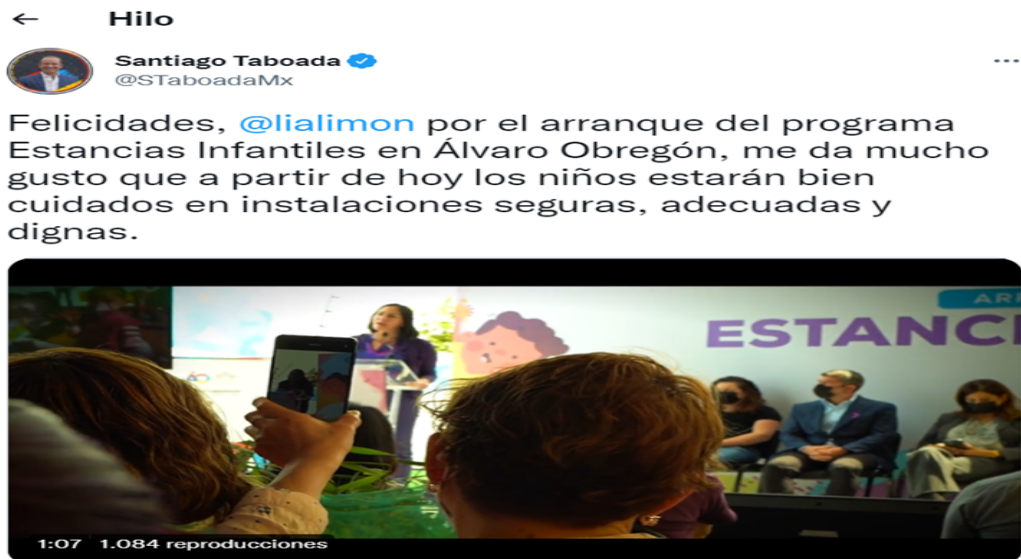 Hilo
Santiago Taboada
@STaboadaMx
Felicidades, @lialimon por el arranque del programa
Estancias Infantiles en Álvaro Obregón, me da mucho
gusto que a partir de hoy los niños estarán bien
cuidados en instalaciones seguras, adecuadas y
dignas.
ARR
ESTANCI
1:07 1.084 reproducciones